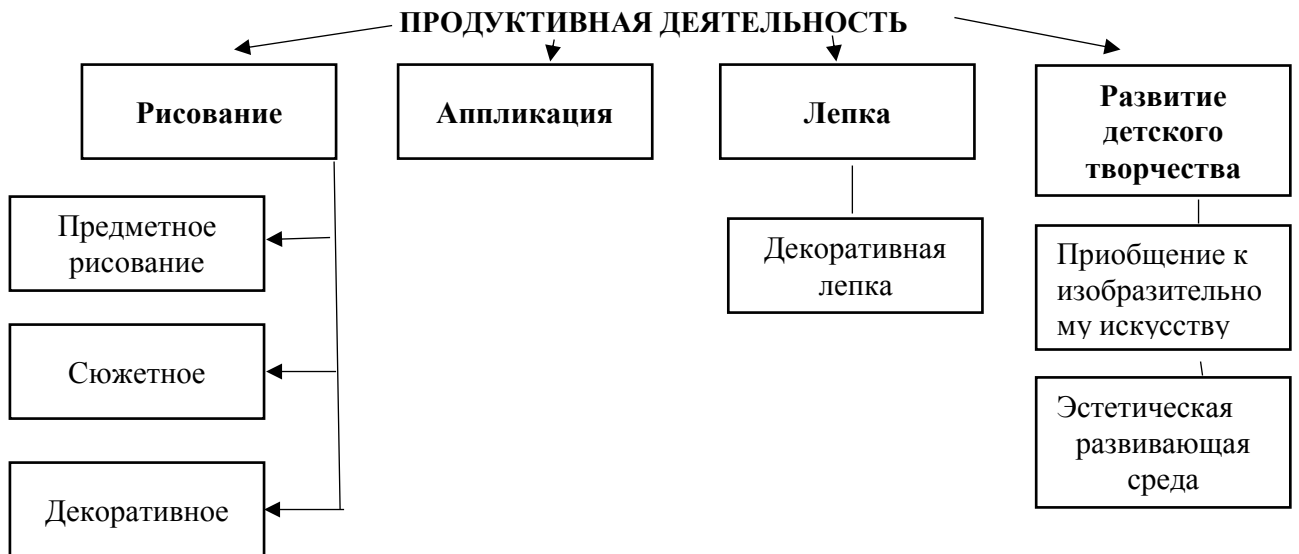 ПРОДУКТИВНАЯ ДЕЯТЕЛЬНОСТЬ
Рисование
Аппликация
Лепка
Развитие
детского
творчества
Предметное
рисование
Декоративная
лепка
Приобщение к
изобразительно
му искусству
Сюжетное
Эстетическая
развивающая
среда
Декоративное